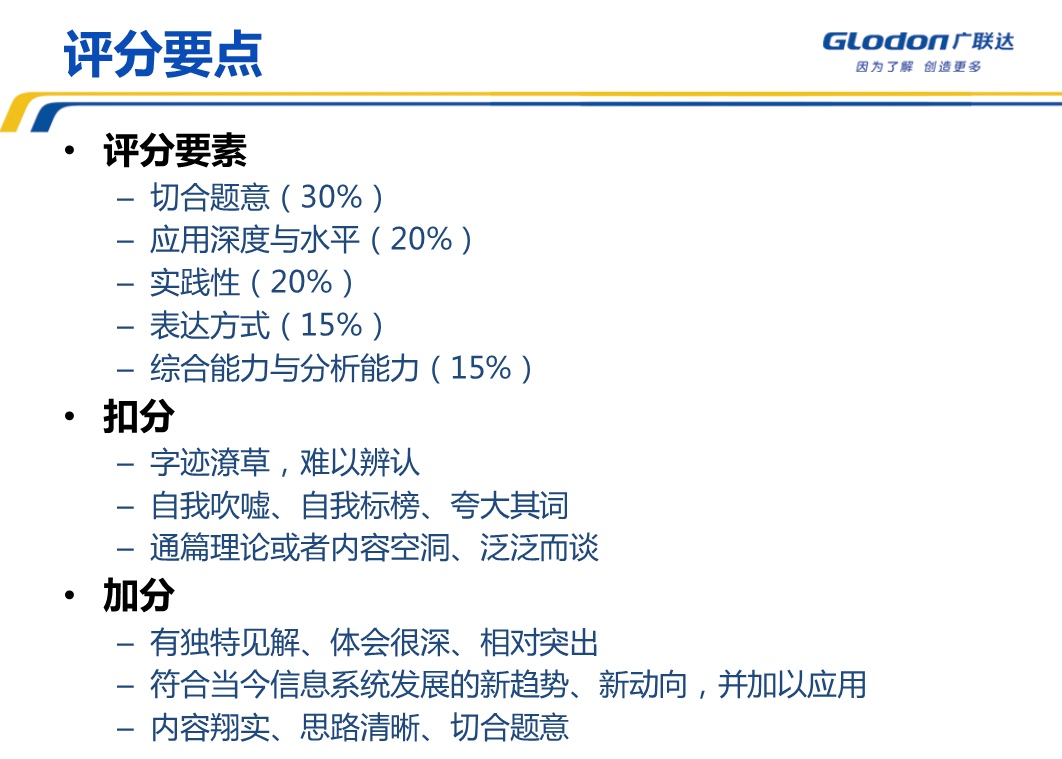 评分要点
GLodon广联达
因为了解 创造更多
• 评分要素
– 切合题意（30%）
– 应用深度与水平（20%）
– 实践性（20%）
– 表达方式（15%）
– 综合能力与分析能力（15%）
• 扣分
– 字迹潦草，难以辨认
– 自我吹嘘、自我标榜、夸大其词
– 通篇理论或者内容空洞、泛泛而谈
• 加分
– 有独特见解、体会很深、相对突出
– 符合当今信息系统发展的新趋势、新动向，并加以应用
– 内容翔实、思路清晰、切合题意